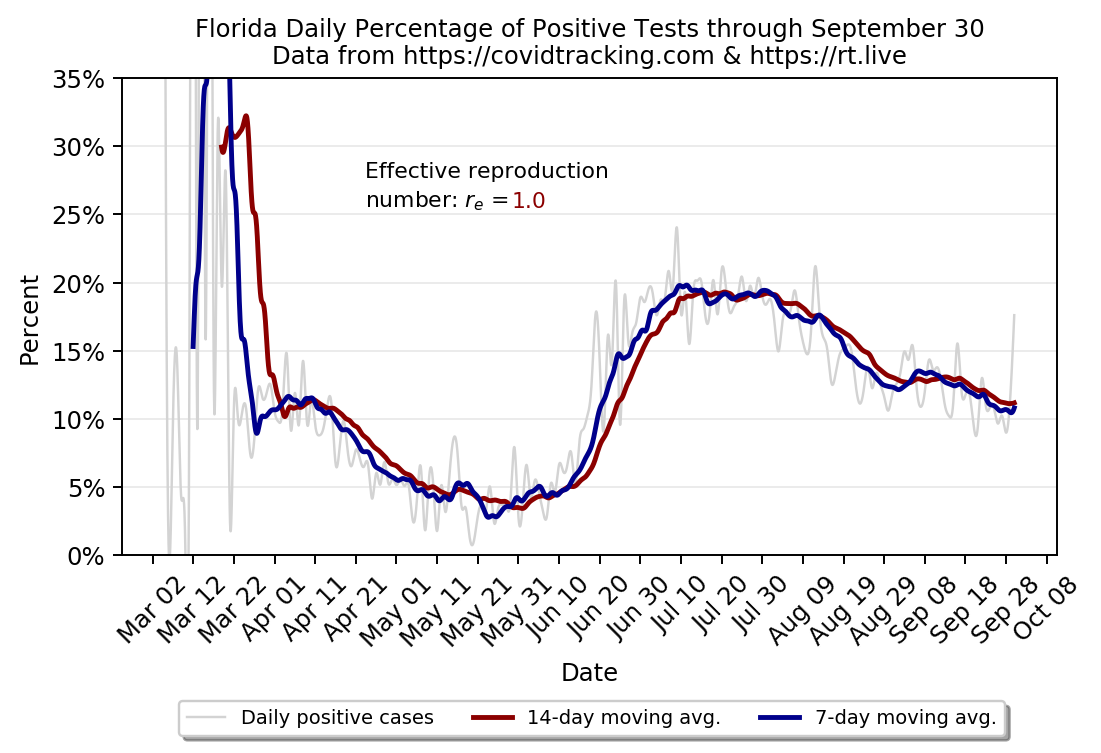 Florida Daily Percentage of Positive Tests through September 30
Data from https://covidtracking.com & https://rt.live
35%
30%
25%
20%
15%
10%
5%
0%
Percent
Effective reproduction
number: rₑ = 1.0
Mar 02
Mar 12
Mar 22
Apr 01
Apr 11
Apr 21
May 01
May 11
May 21
May 31
Jun 10
Jun 20
Jun 30
Jul 10
Jul 20
Jul 30
Aug 09
Aug 19
Aug 29
Sep 08
Sep 18
Sep 28
Oct 08
Date
Daily positive cases
14-day moving avg.
7-day moving avg.